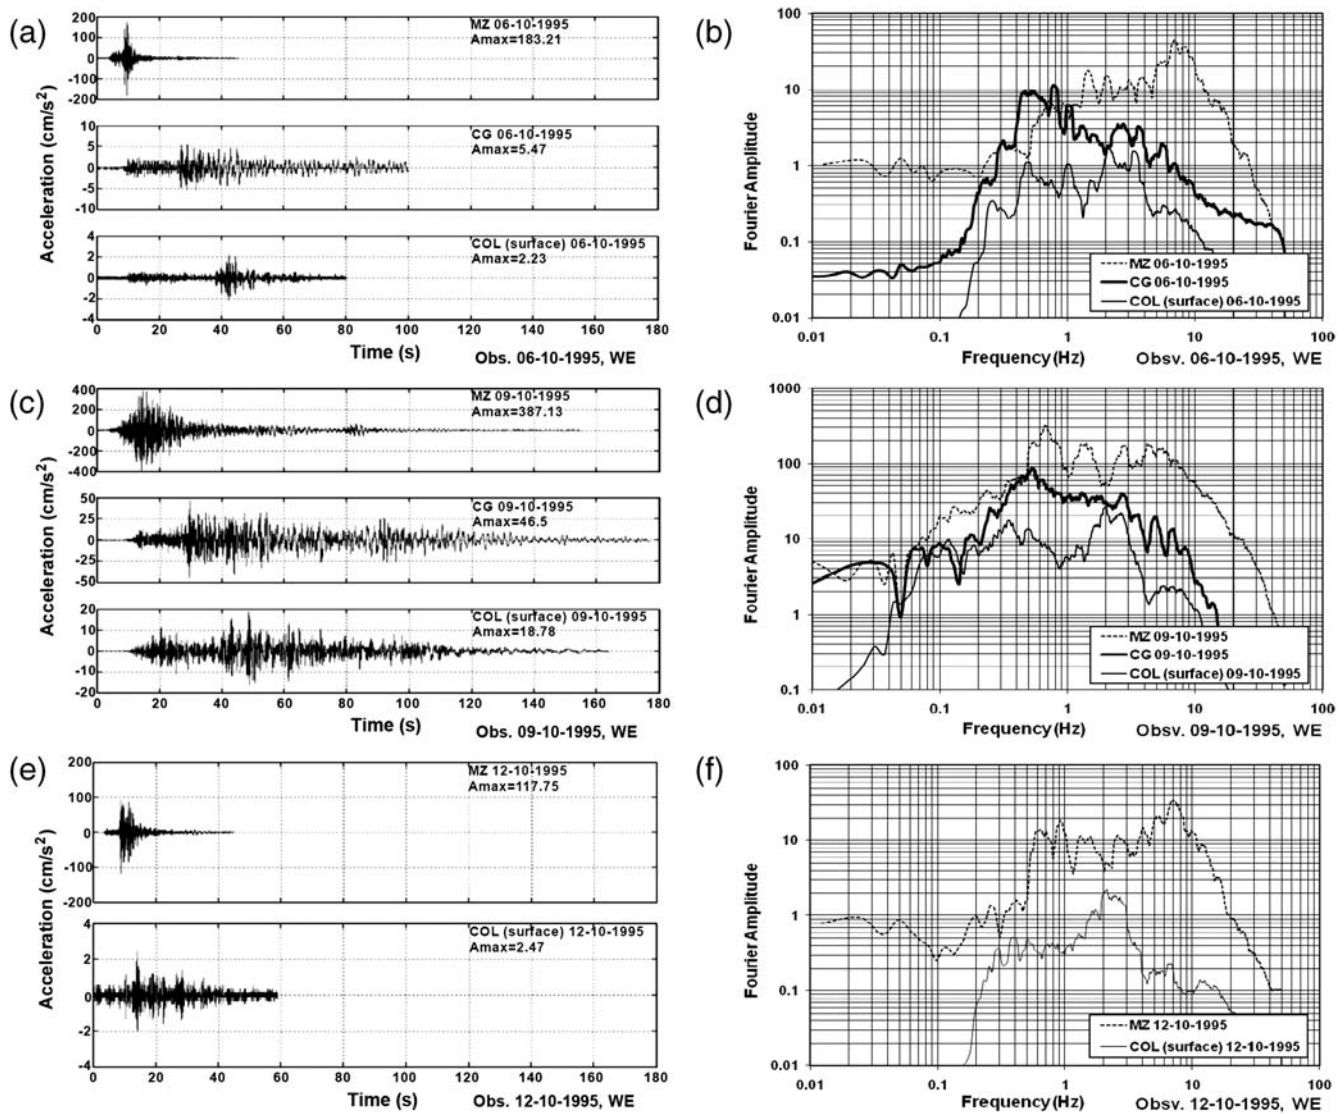 (a)
Acceleration (cm/s²)
200
100
0
-100
-200
MZ 06-10-1995
Amax=183.21
10
5
0
-5
-10
CG 06-10-1995
Amax=5.47
4
2
0
-2
-4
COL (surface) 06-10-1995
Amax=2.23
0 20 40 60 80 100 120 140 160 180
Time (s)
Obs. 06-10-1995, WE
(b)
Fourier Amplitude
100
10
1
0.1
0.01
MZ 06-10-1995
CG 06-10-1995
COL (surface) 06-10-1995
0.01 0.1 1 10 100
Frequency (Hz)
Obsv. 06-10-1995, WE
(c)
Acceleration (cm/s²)
400
200
0
-200
-400
MZ 09-10-1995
Amax=387.13
50
25
0
-25
-50
CG 09-10-1995
Amax=46.5
20
10
0
-10
-20
COL (surface) 09-10-1995
Amax=18.78
0 20 40 60 80 100 120 140 160 180
Time (s)
Obs. 09-10-1995, WE
(d)
Fourier Amplitude
1000
100
10
1
0.1
MZ 09-10-1995
CG 09-10-1995
COL (surface) 09-10-1995
0.01 0.1 1 10 100
Frequency (Hz)
Obsv. 09-10-1995, WE
(e)
Acceleration (cm/s²)
200
100
0
-100
-200
MZ 12-10-1995
Amax=117.75
4
2
0
-2
-4
COL (surface) 12-10-1995
Amax=2.47
0 20 40 60 80 100 120 140 160 180
Time (s)
Obs. 12-10-1995, WE
(f)
Fourier Amplitude
100
10
1
0.1
0.01
MZ 12-10-1995
COL (surface) 12-10-1995
0.01 0.1 1 10 100
Frequency (Hz)
Obsv. 12-10-1995, WE